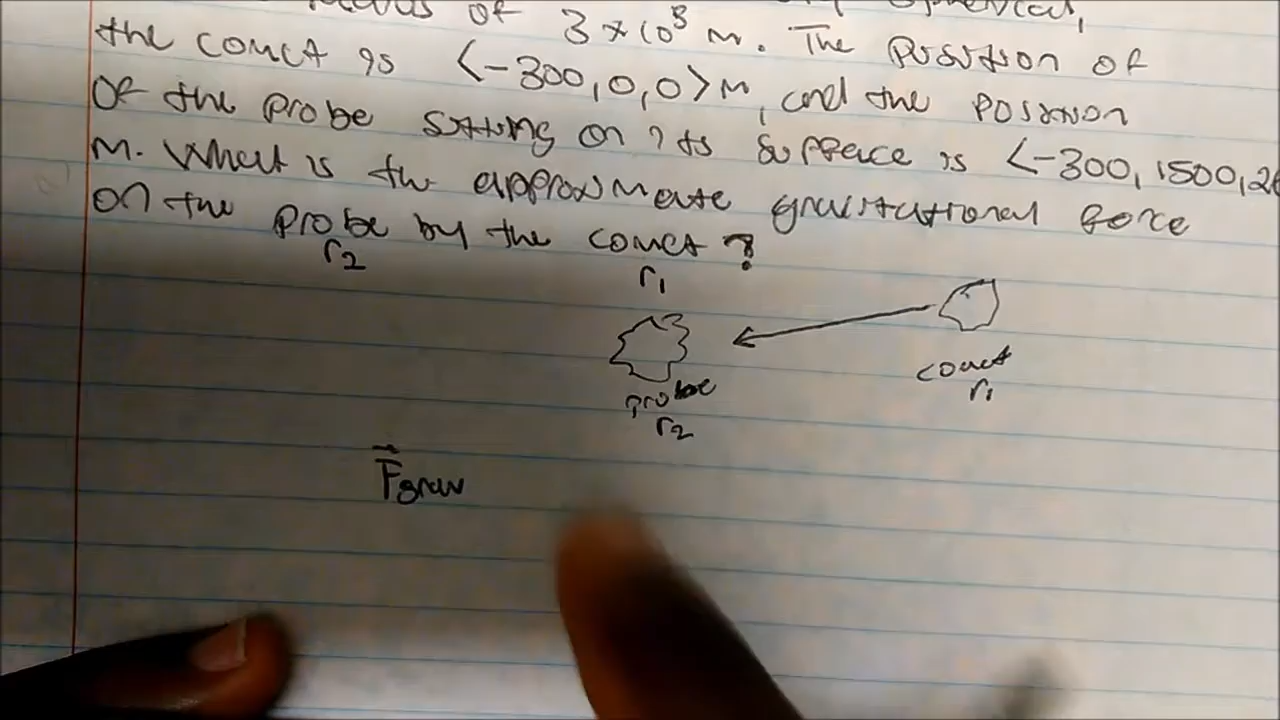 of 3 × 10³ m. The position of
the comet is <-300,0,0>m, and the position
of the probe sitting on its surface is <-300, 1500, 2
m. What is the approximate gravitational force
on the probe by the comet?
r₂ r₁
probe
r₂
comet
r₁
F⃗grav